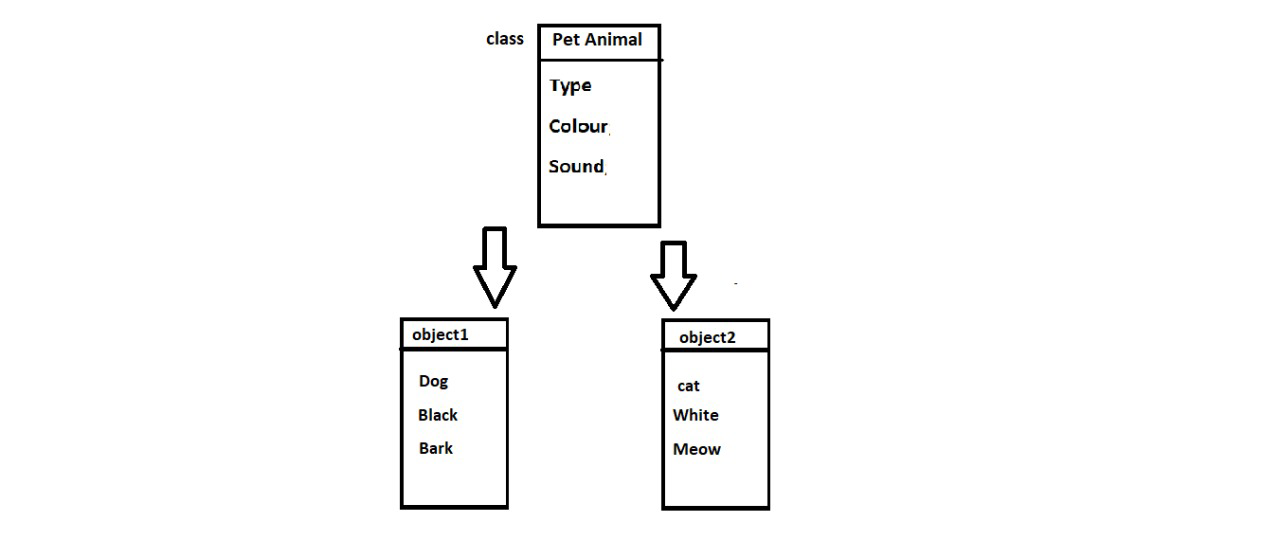 class
Pet Animal
Type
Colour
Sound
object1
Dog
Black
Bark
object2
cat
White
Meow